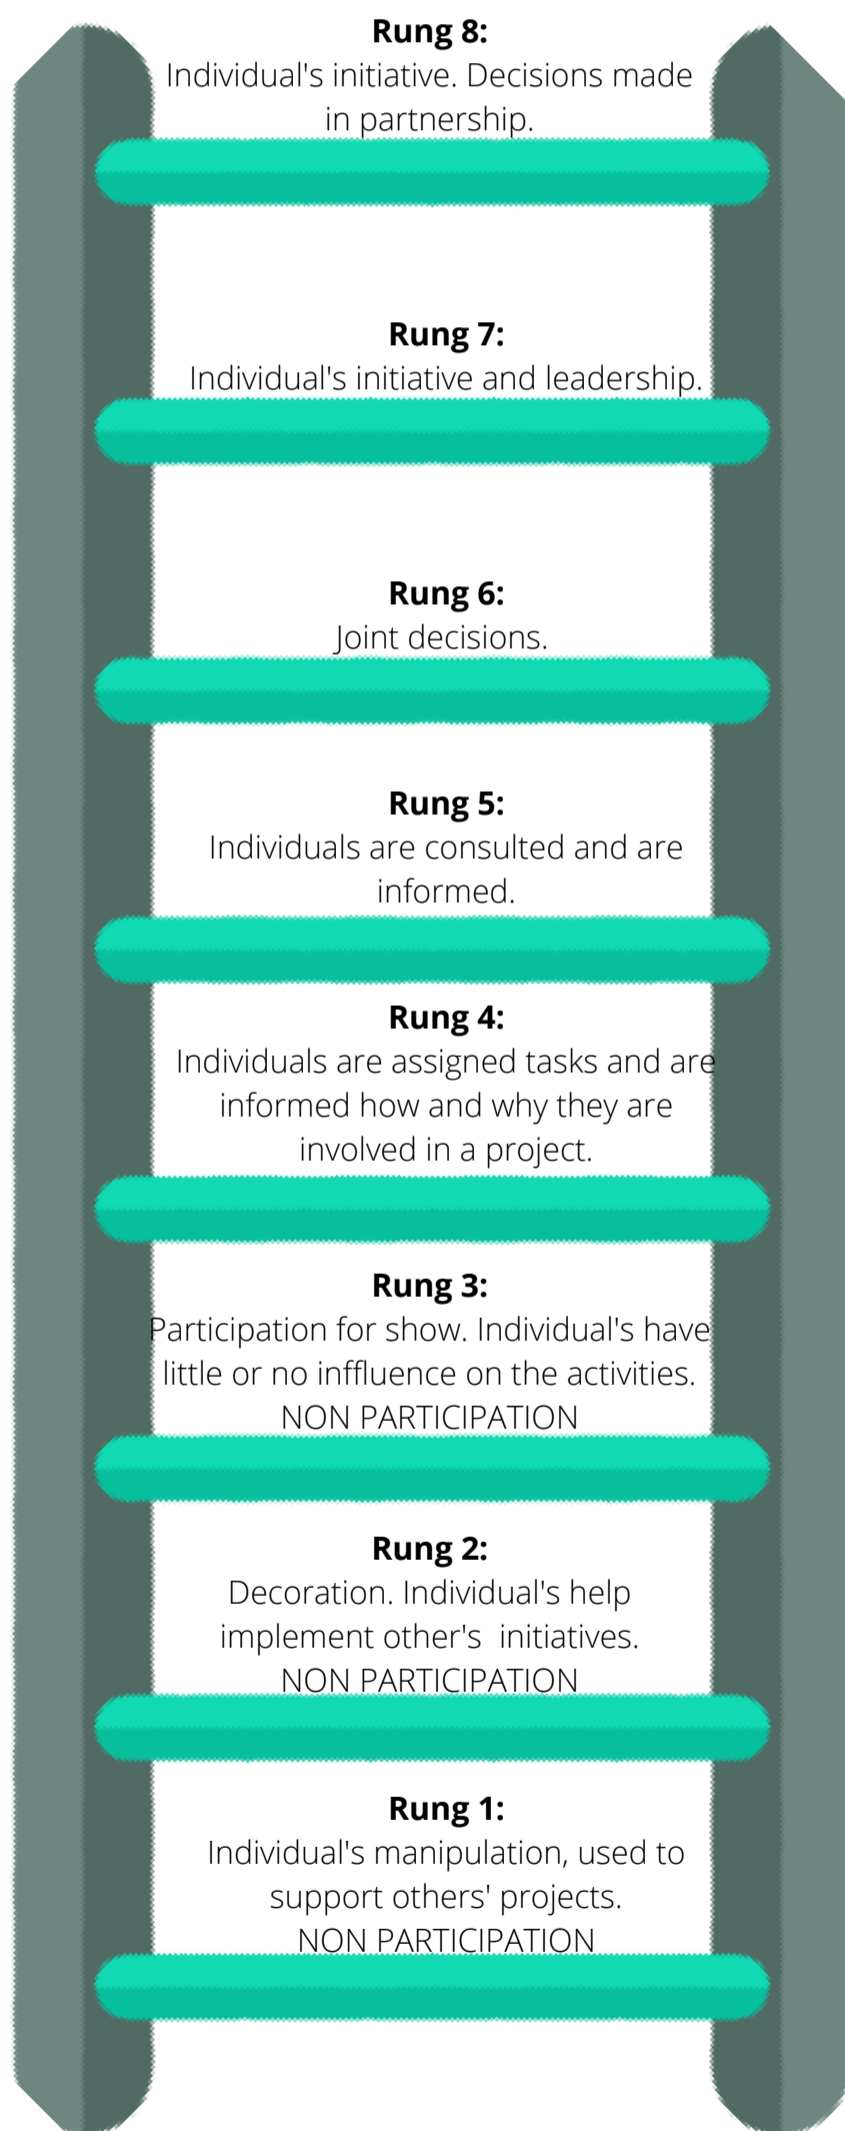 Rung 8:
Individual's initiative. Decisions made
in partnership.
Rung 7:
Individual's initiative and leadership.
Rung 6:
Joint decisions.
Rung 5:
Individuals are consulted and are
informed.
Rung 4:
Individuals are assigned tasks and are
informed how and why they are
involved in a project.
Rung 3:
Participation for show. Individual's have
little or no inffluence on the activities.
NON PARTICIPATION
Rung 2:
Decoration. Individual's help
implement other's  initiatives.
NON PARTICIPATION
Rung 1:
Individual's manipulation, used to
support others' projects.
NON PARTICIPATION